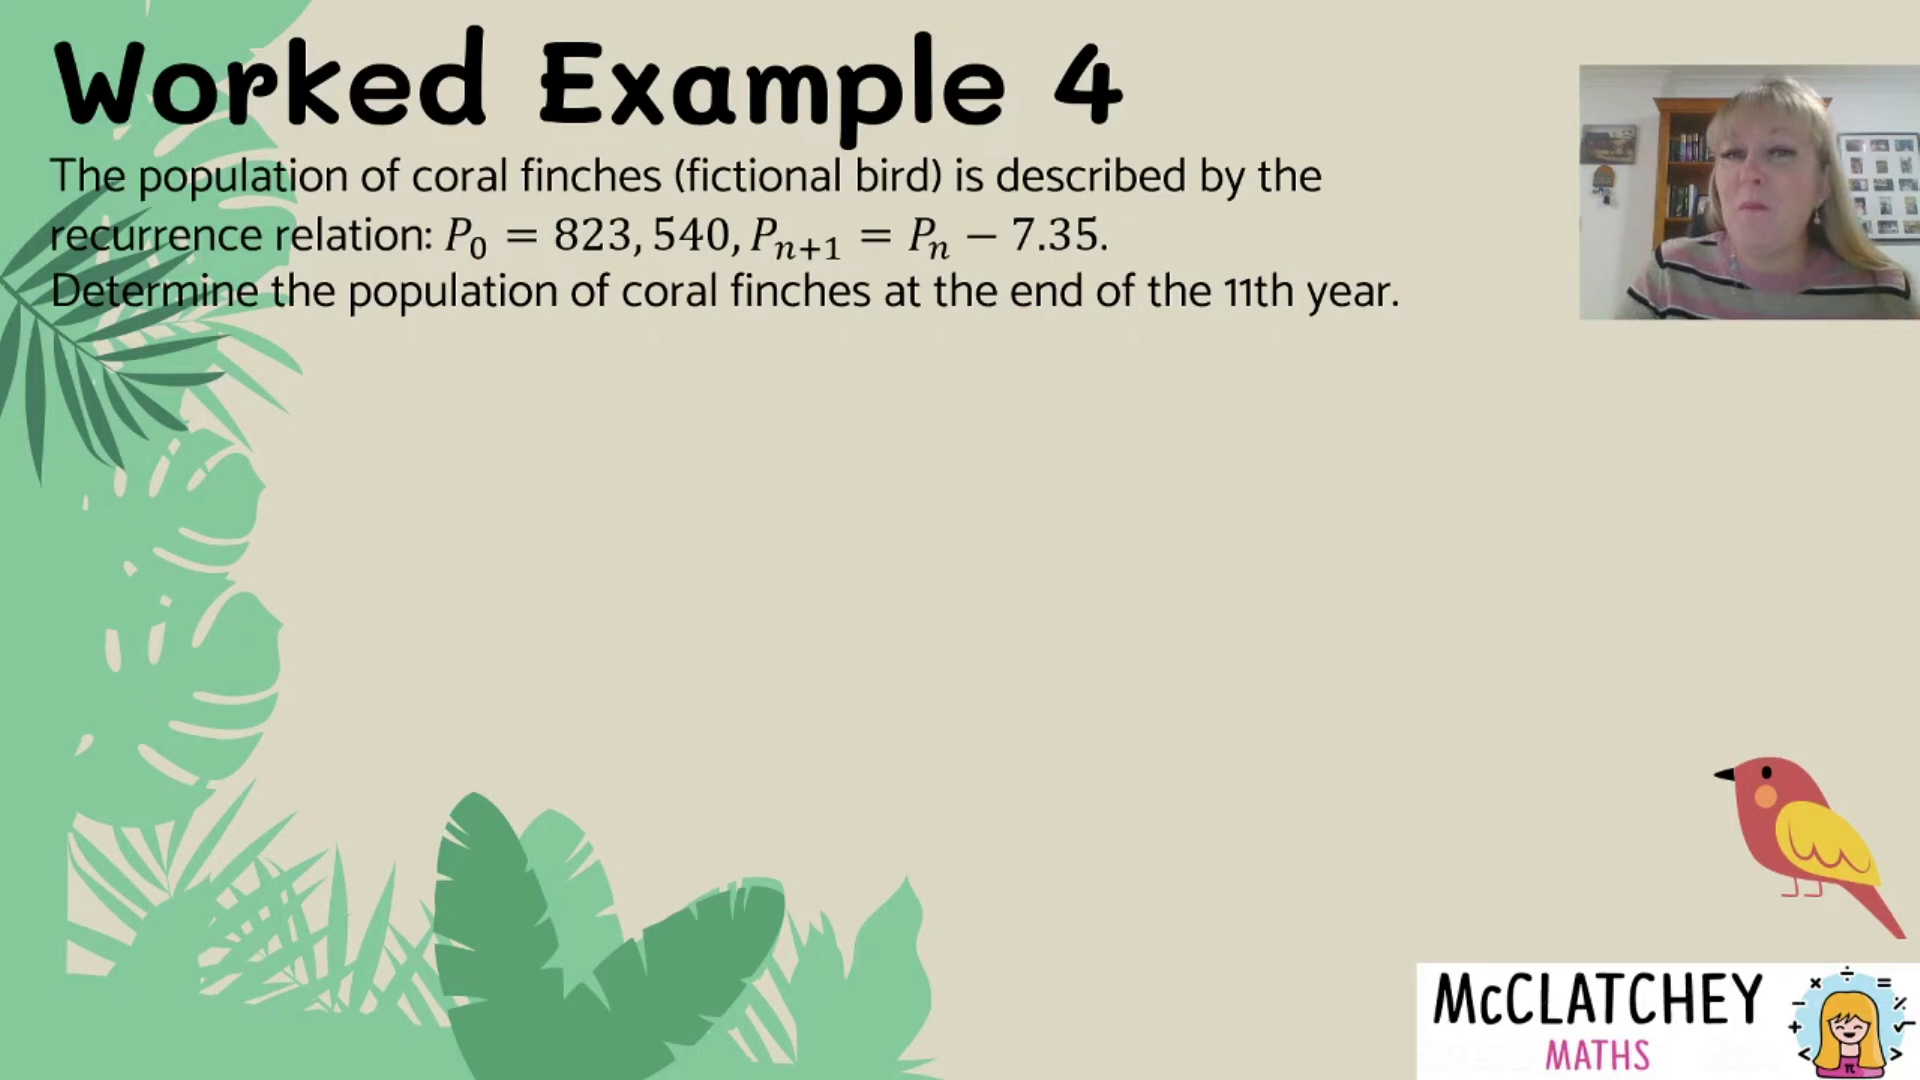 Worked Example 4
The population of coral finches (fictional bird) is described by the
recurrence relation: P₀ = 823, 540, Pₙ₊₁ = Pₙ − 7.35.
Determine the population of coral finches at the end of the 11th year.
McCLATCHEY
MATHS